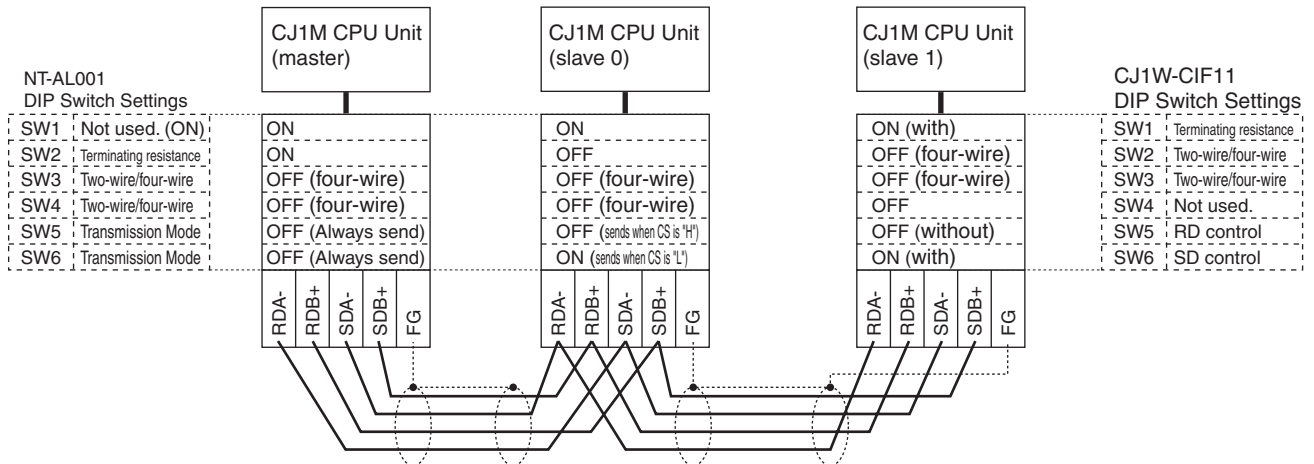 CJ1M CPU Unit
(master)
CJ1M CPU Unit
(slave 0)
CJ1M CPU Unit
(slave 1)
NT-AL001
DIP Switch Settings
SW1 Not used. (ON)
SW2 Terminating resistance
SW3 Two-wire/four-wire
SW4 Two-wire/four-wire
SW5 Transmission Mode
SW6 Transmission Mode
ON
ON
OFF (four-wire)
OFF (four-wire)
OFF (Always send)
OFF (Always send)
ON
OFF
OFF (four-wire)
OFF (four-wire)
OFF (sends when CS is "H")
ON (sends when CS is "L")
ON (with)
OFF (four-wire)
OFF (four-wire)
OFF
OFF (without)
ON (with)
CJ1W-CIF11
DIP Switch Settings
SW1 Terminating resistance
SW2 Two-wire/four-wire
SW3 Two-wire/four-wire
SW4 Not used.
SW5 RD control
SW6 SD control
RDA- RDB+ SDA- SDB+ FG
RDA- RDB+ SDA- SDB+ FG
RDA- RDB+ SDA- SDB+ FG